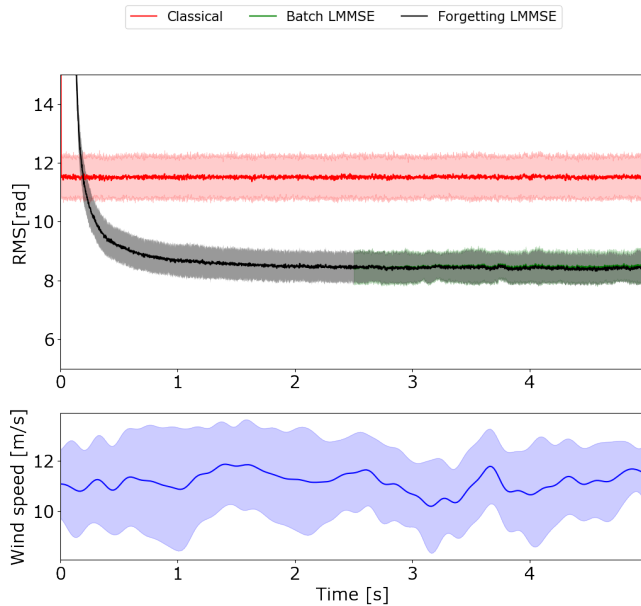 Classical Batch LMMSE Forgetting LMMSE
14
12
10
8
6
RMS[rad]
0 1 2 3 4
12
10
Wind speed [m/s]
0 1 2 3 4
Time [s]